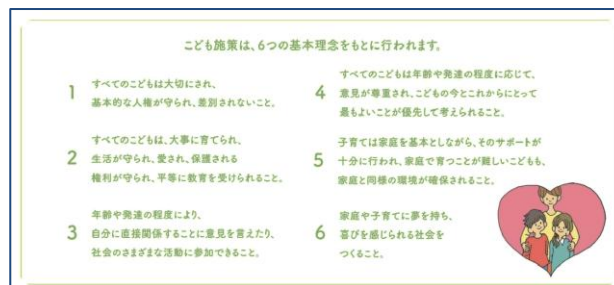 こども施策は、6つの基本理念をもとに行われます。
1
すべてのこどもは大切にされ、
基本的な人権が守られ、差別されないこと。
2
すべてのこどもは、大事に育てられ、
生活が守られ、愛され、保護される
権利が守られ、平等に教育を受けられること。
3
年齢や発達の程度により、
自分に直接関係することに意見を言えたり、
社会のさまざまな活動に参加できること。
4
すべてのこどもは年齢や発達の程度に応じて、
意見が尊重され、こどもの今とこれからにとって
最もよいことが優先して考えられること。
5
子育ては家庭を基本としながら、そのサポートが
十分に行われ、家庭で育つことが難しいこどもも、
家庭と同様の環境が確保されること。
6
家庭や子育てに夢を持ち、
喜びを感じられる社会を
つくること。